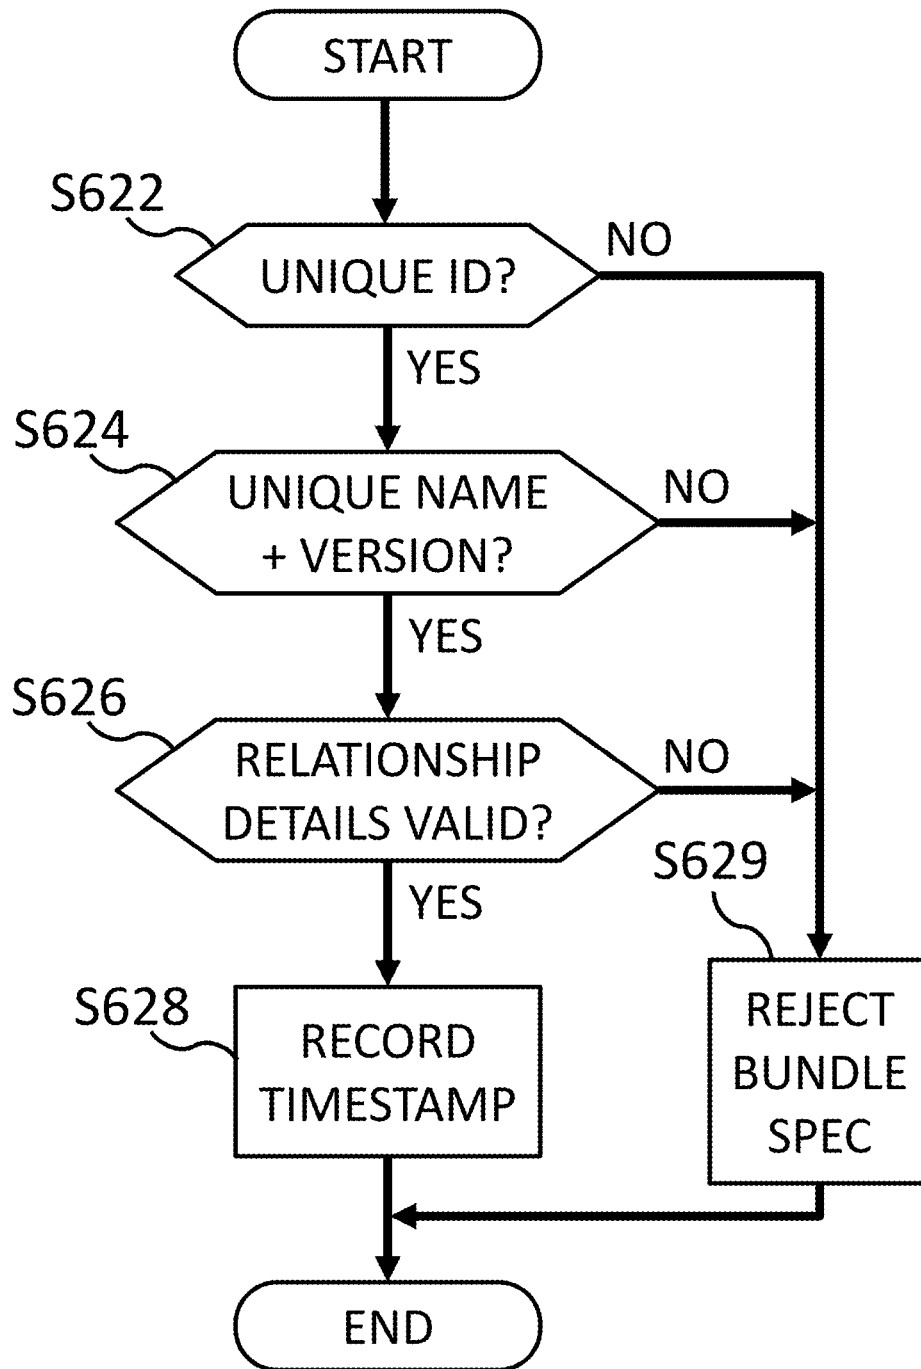 START
S622
UNIQUE ID?
NO
YES
S624
UNIQUE NAME
+ VERSION?
NO
YES
S626
RELATIONSHIP
DETAILS VALID?
NO
YES
S628
RECORD
TIMESTAMP
S629
REJECT
BUNDLE
SPEC
END